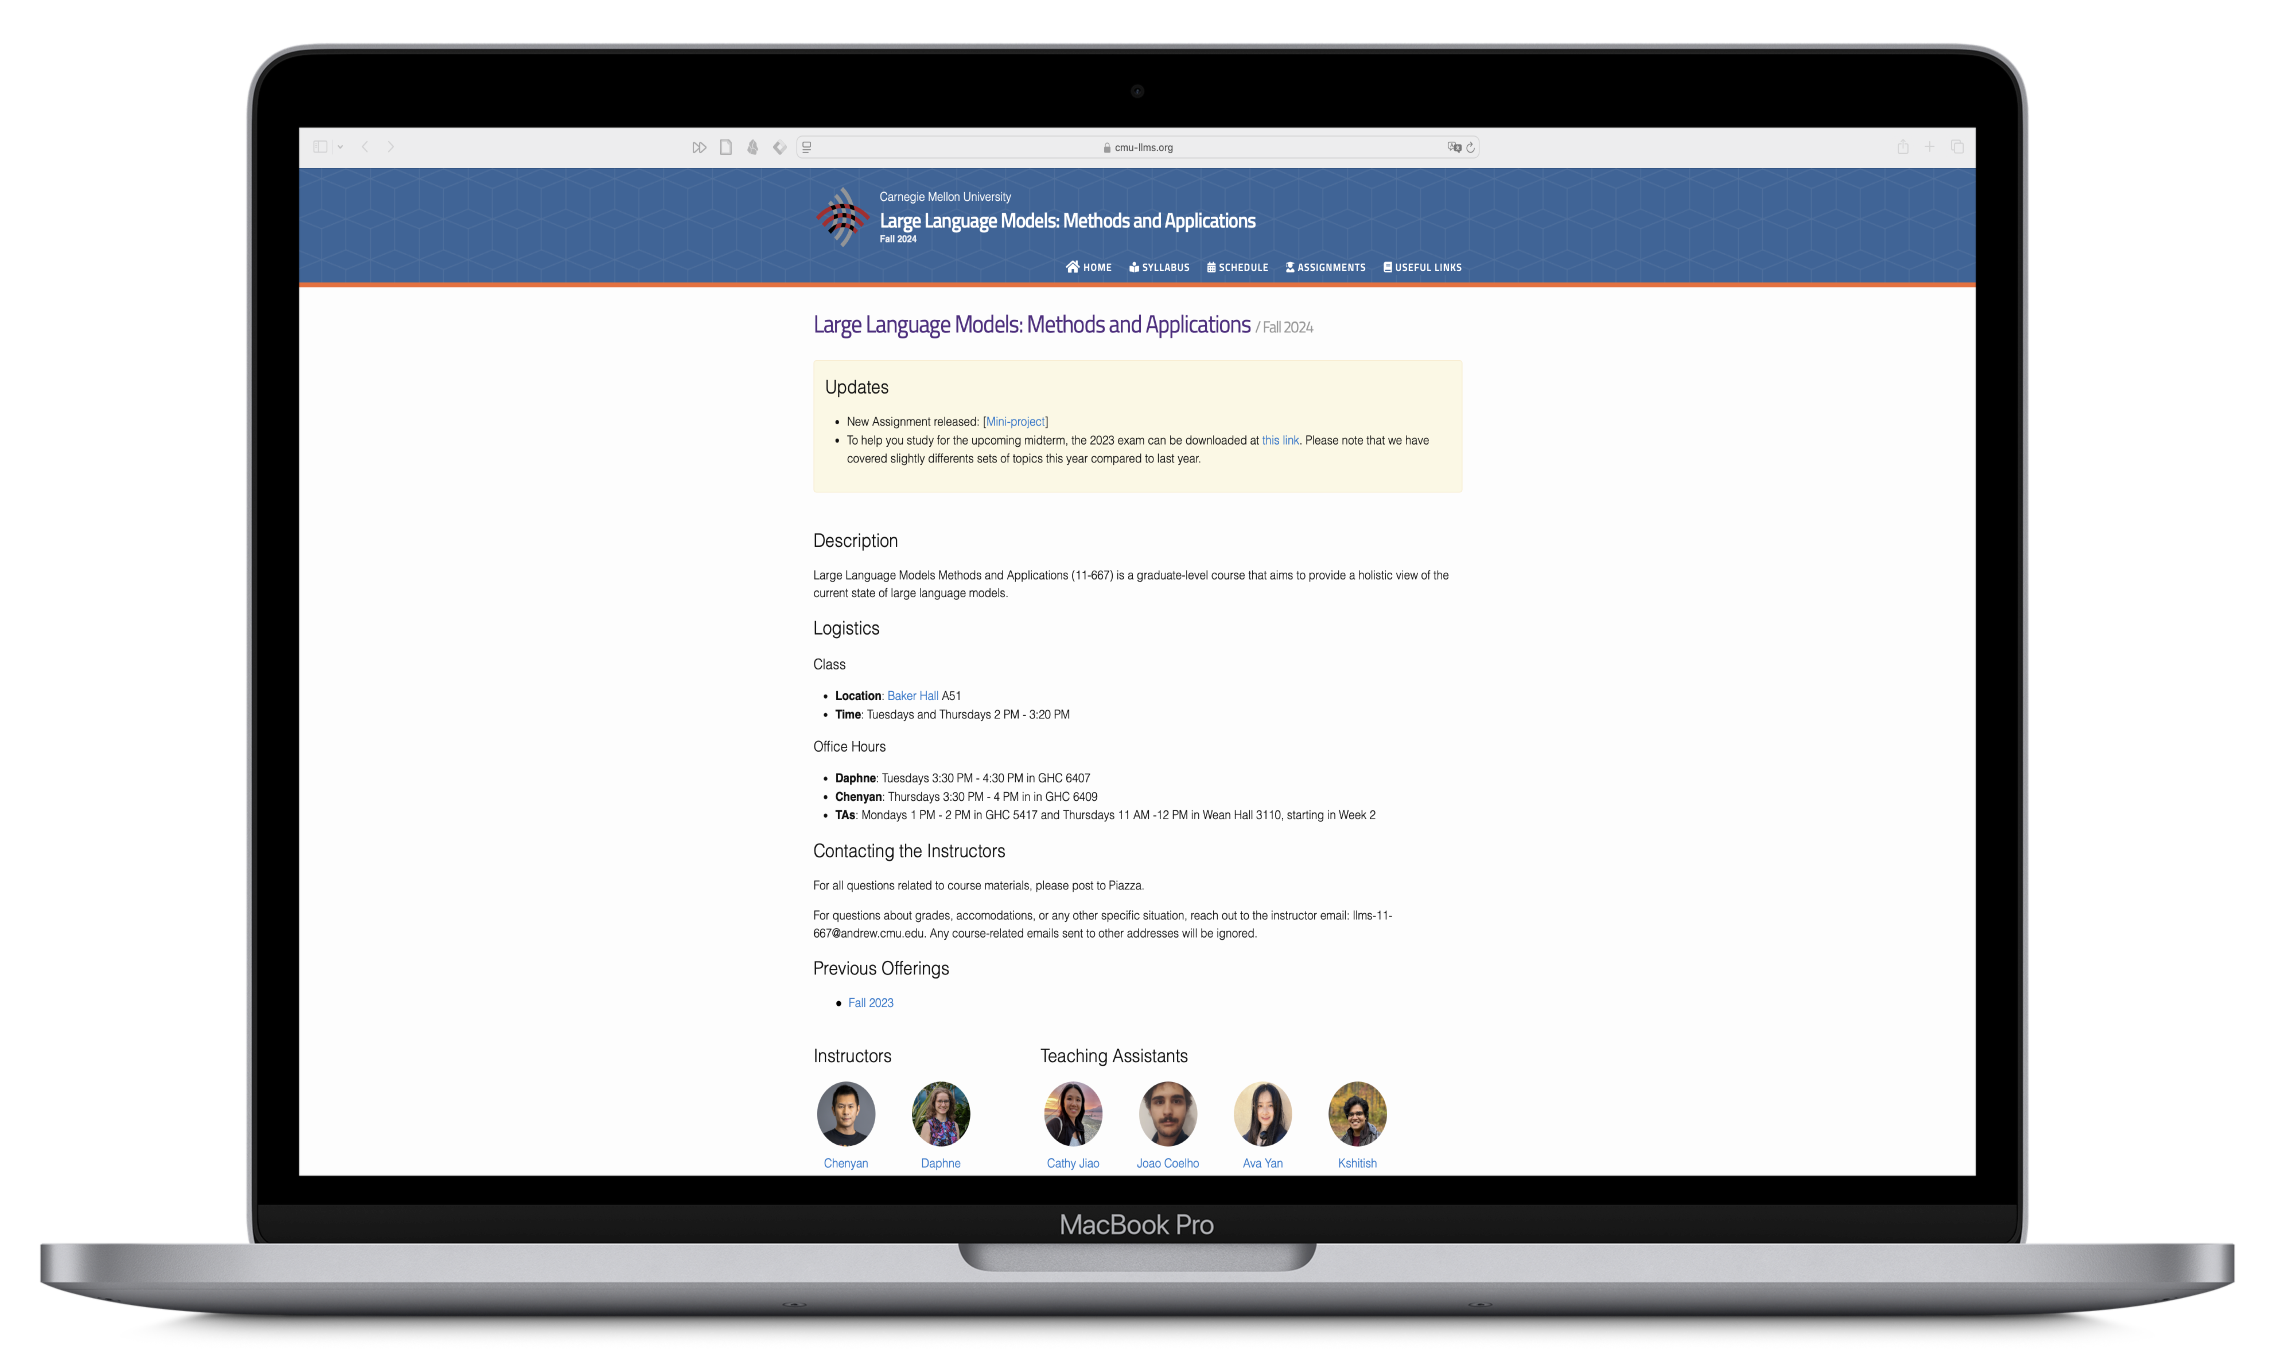 cmu-llms.org
Carnegie Mellon University
Large Language Models: Methods and Applications
Fall 2024
HOME SYLLABUS SCHEDULE ASSIGNMENTS USEFUL LINKS
Large Language Models: Methods and Applications / Fall 2024
Updates
• New Assignment released: [Mini-project]
• To help you study for the upcoming midterm, the 2023 exam can be downloaded at this link. Please note that we have
covered slightly differents sets of topics this year compared to last year.
Description
Large Language Models Methods and Applications (11-667) is a graduate-level course that aims to provide a holistic view of the
current state of large language models.
Logistics
Class
• Location: Baker Hall A51
• Time: Tuesdays and Thursdays 2 PM - 3:20 PM
Office Hours
• Daphne: Tuesdays 3:30 PM - 4:30 PM in GHC 6407
• Chenyan: Thursdays 3:30 PM - 4 PM in in GHC 6409
• TAs: Mondays 1 PM - 2 PM in GHC 5417 and Thursdays 11 AM -12 PM in Wean Hall 3110, starting in Week 2
Contacting the Instructors
For all questions related to course materials, please post to Piazza.
For questions about grades, accomodations, or any other specific situation, reach out to the instructor email: llms-11-
667@andrew.cmu.edu. Any course-related emails sent to other addresses will be ignored.
Previous Offerings
• Fall 2023
Instructors
Chenyan Daphne
Teaching Assistants
Cathy Jiao Joao Coelho Ava Yan Kshitish
MacBook Pro